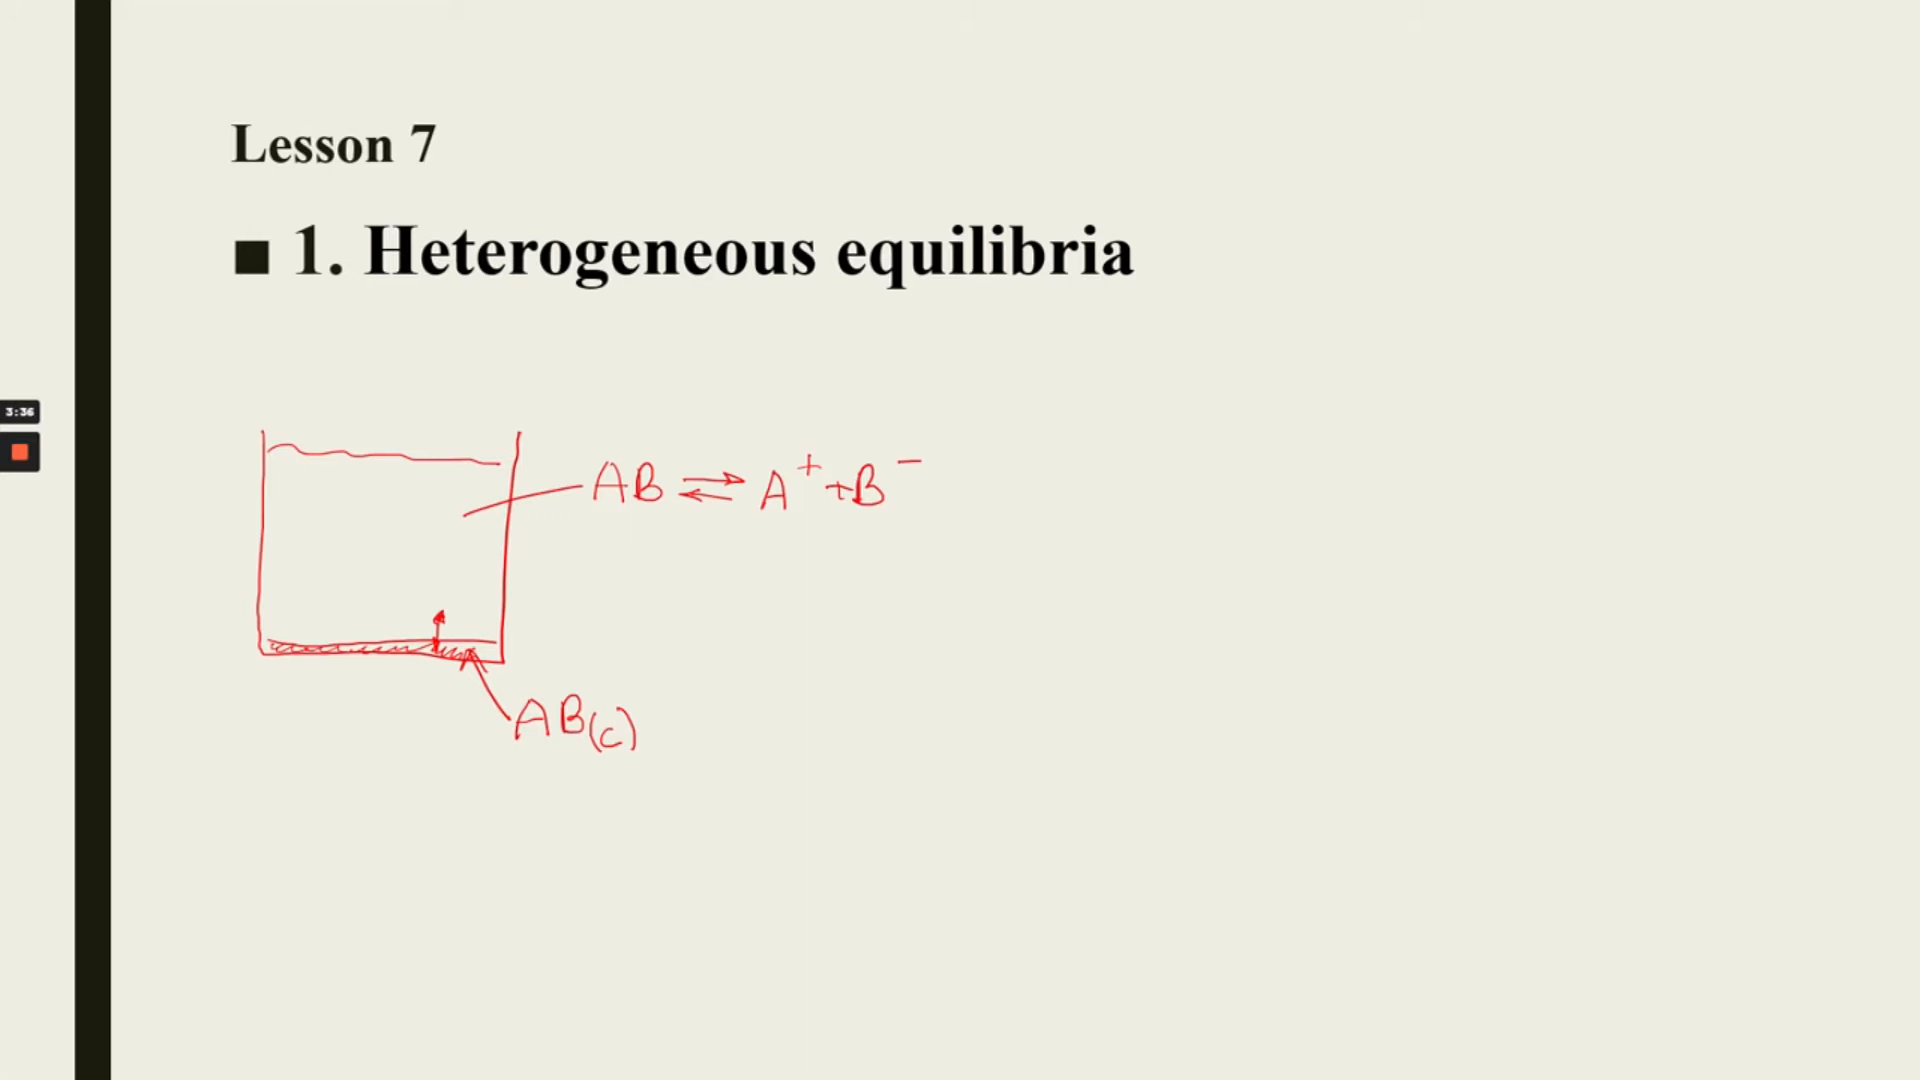 Lesson 7
■ 1. Heterogeneous equilibria
3:36
AB ⇌ A⁺ + B⁻
AB(c)